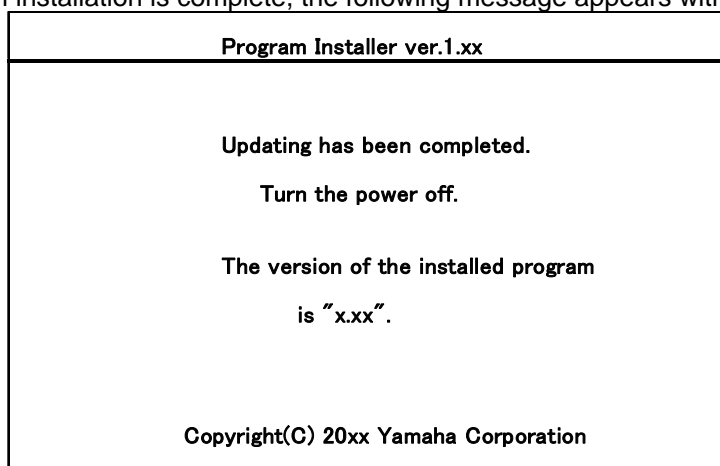 installation is complete, the following message appears with
Program Installer ver.1.xx
Updating has been completed.
Turn the power off.
The version of the installed program
is "x.xx".
Copyright(C) 20xx Yamaha Corporation